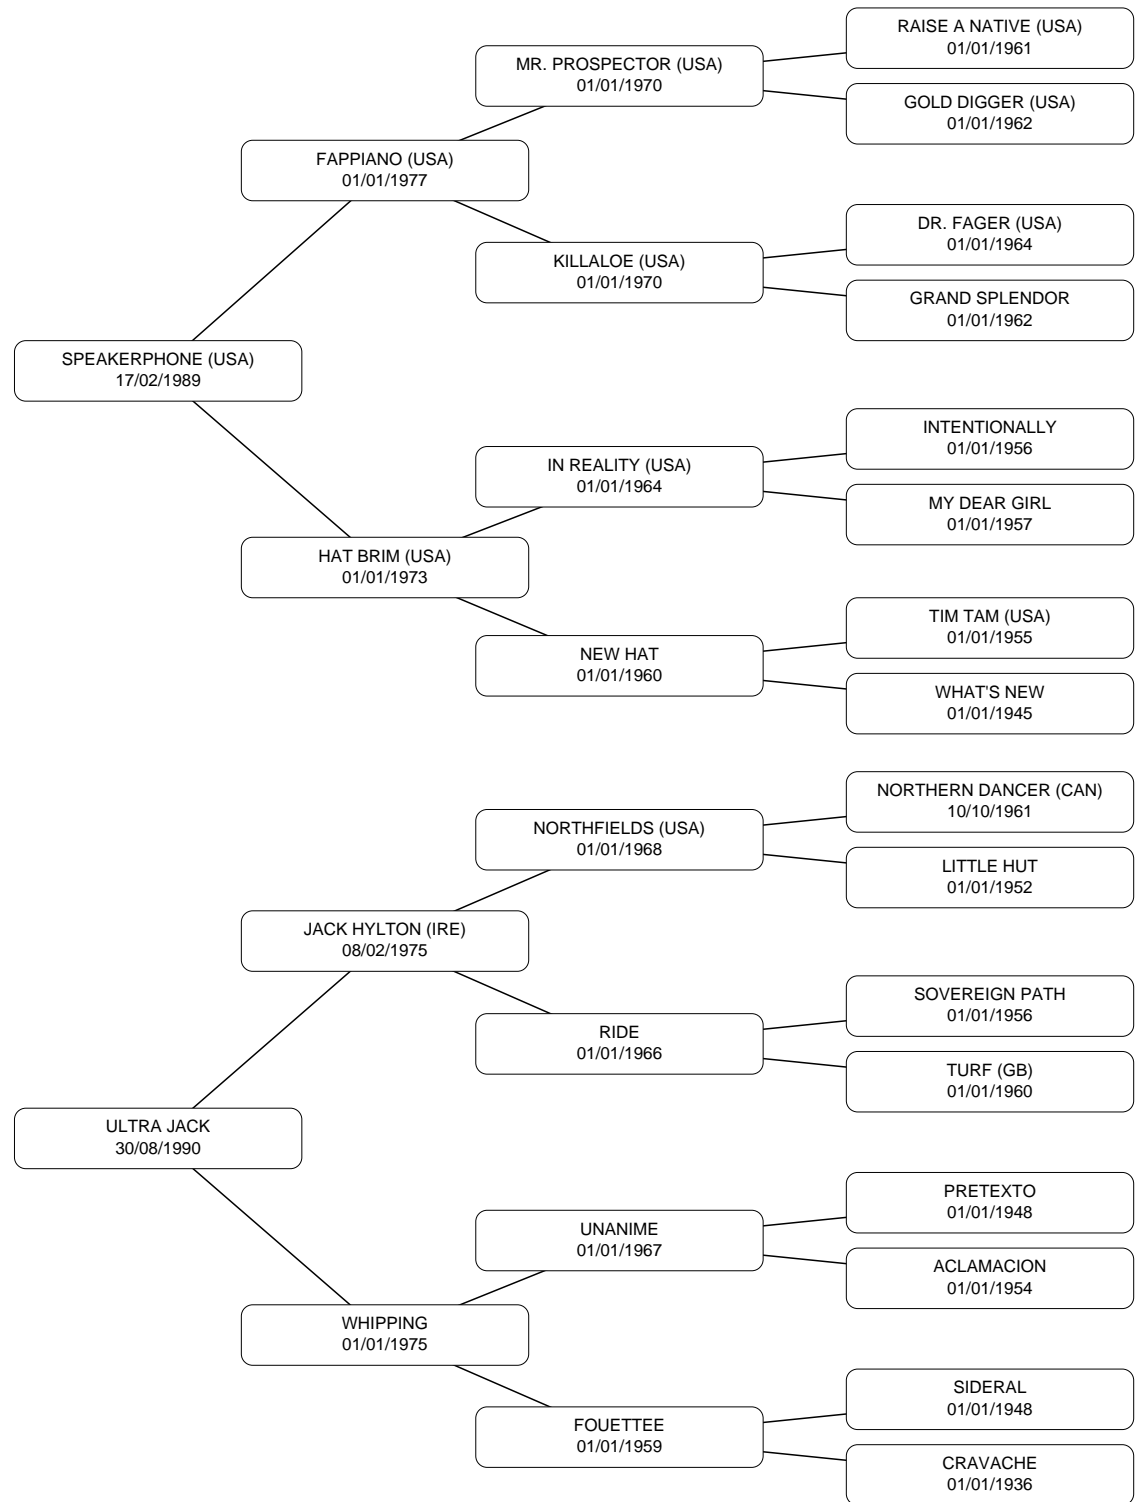 RAISE A NATIVE (USA)
01/01/1961
MR. PROSPECTOR (USA)
01/01/1970
GOLD DIGGER (USA)
01/01/1962
FAPPIANO (USA)
01/01/1977
DR. FAGER (USA)
01/01/1964
KILLALOE (USA)
01/01/1970
GRAND SPLENDOR
01/01/1962
SPEAKERPHONE (USA)
17/02/1989
INTENTIONALLY
01/01/1956
IN REALITY (USA)
01/01/1964
MY DEAR GIRL
01/01/1957
HAT BRIM (USA)
01/01/1973
TIM TAM (USA)
01/01/1955
NEW HAT
01/01/1960
WHAT'S NEW
01/01/1945
NORTHERN DANCER (CAN)
10/10/1961
NORTHFIELDS (USA)
01/01/1968
LITTLE HUT
01/01/1952
JACK HYLTON (IRE)
08/02/1975
SOVEREIGN PATH
01/01/1956
RIDE
01/01/1966
TURF (GB)
01/01/1960
ULTRA JACK
30/08/1990
PRETEXTO
01/01/1948
UNANIME
01/01/1967
ACLAMACION
01/01/1954
WHIPPING
01/01/1975
SIDERAL
01/01/1948
FOUETTEE
01/01/1959
CRAVACHE
01/01/1936